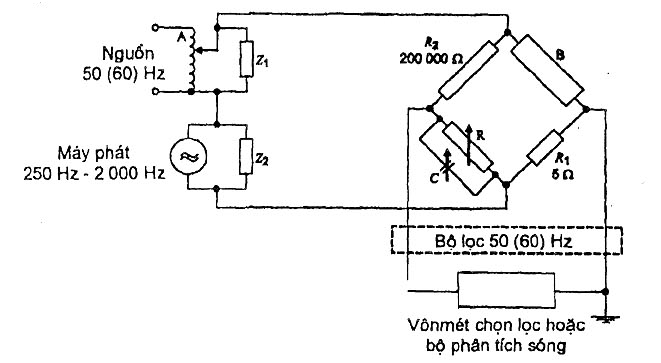 Nguồn
50 (60) Hz
A
Z1
Máy phát
250 Hz - 2 000 Hz
Z2
R2
200 000 Ω
B
R
C
R1
5 Ω
Bộ lọc 50 (60) Hz
Vônmét chọn lọc hoặc
bộ phân tích sóng